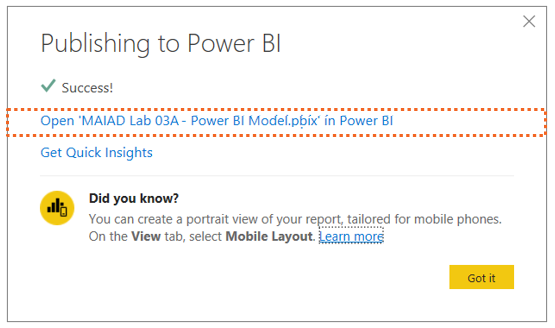 Publishing to Power BI
Success!
Open 'MAIAD Lab 03A - Power BI Model.pbix' in Power BI
Get Quick Insights
Did you know?
You can create a portrait view of your report, tailored for mobile phones.
On the View tab, select Mobile Layout. Learn more
Got it